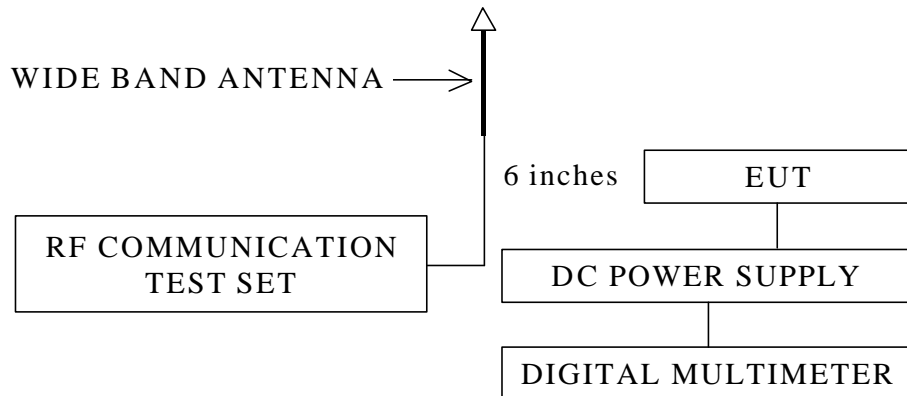 WIDE BAND ANTENNA
6 inches
EUT
RF COMMUNICATION
TEST SET
DC POWER SUPPLY
DIGITAL MULTIMETER